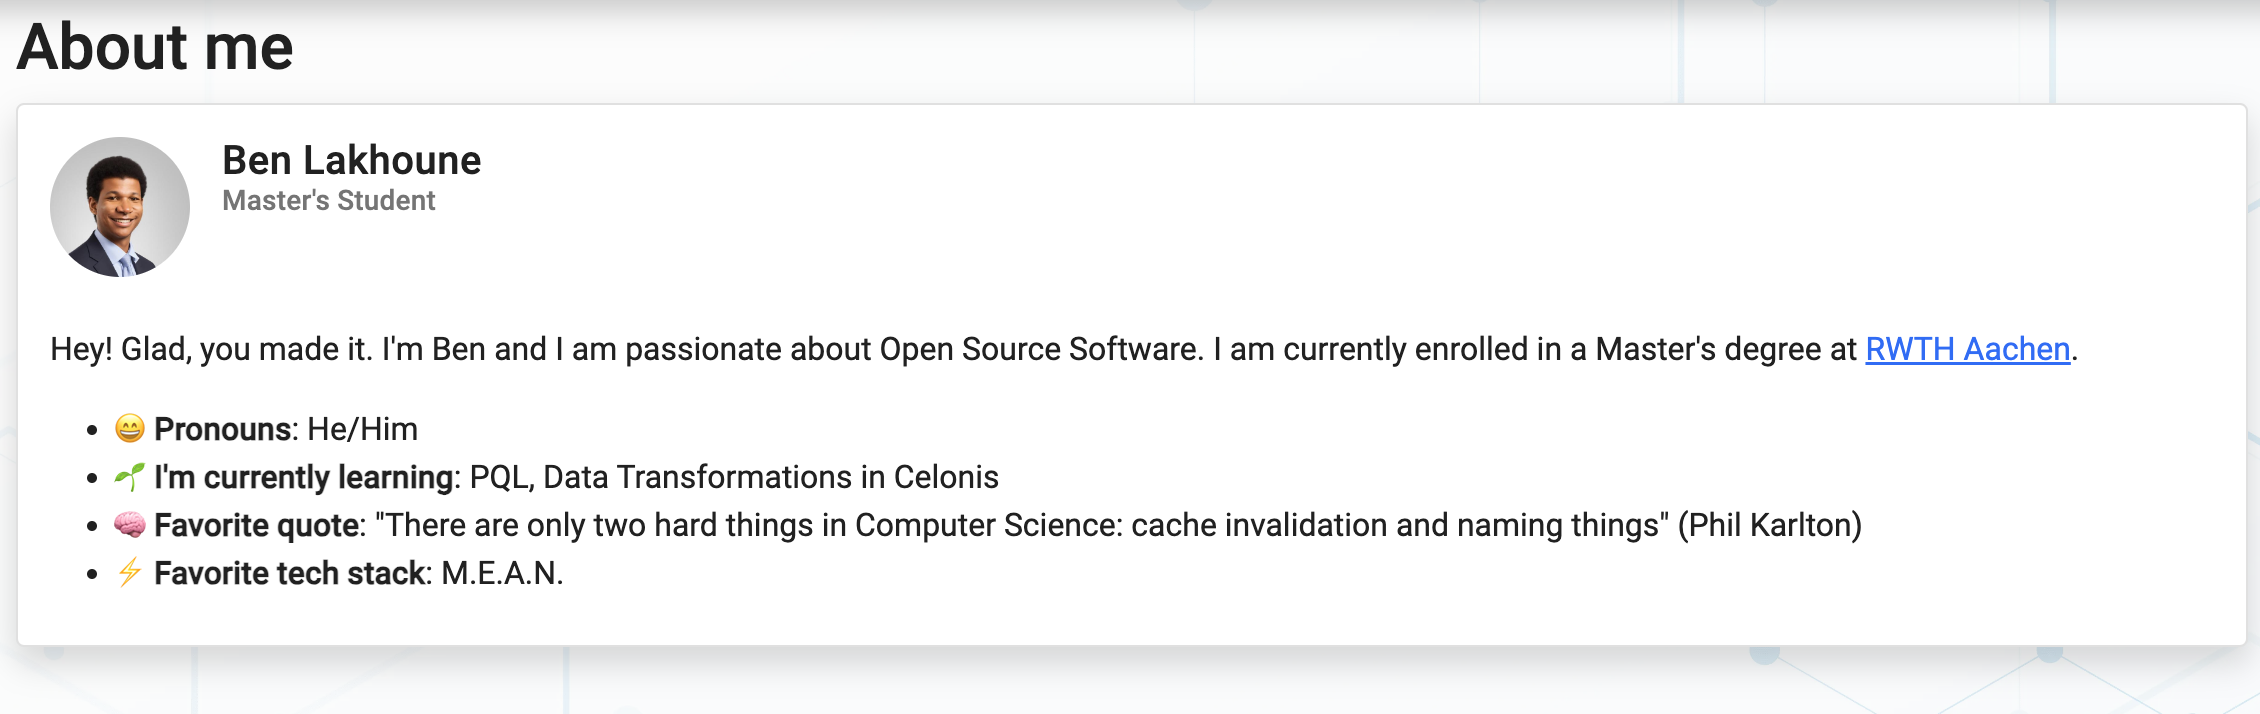 About me
Ben Lakhoune
Master's Student
Hey! Glad, you made it. I'm Ben and I am passionate about Open Source Software. I am currently enrolled in a Master's degree at RWTH Aachen.
• 😄 Pronouns: He/Him
• 🌱 I'm currently learning: PQL, Data Transformations in Celonis
• 🧠 Favorite quote: "There are only two hard things in Computer Science: cache invalidation and naming things" (Phil Karlton)
• ⚡ Favorite tech stack: M.E.A.N.